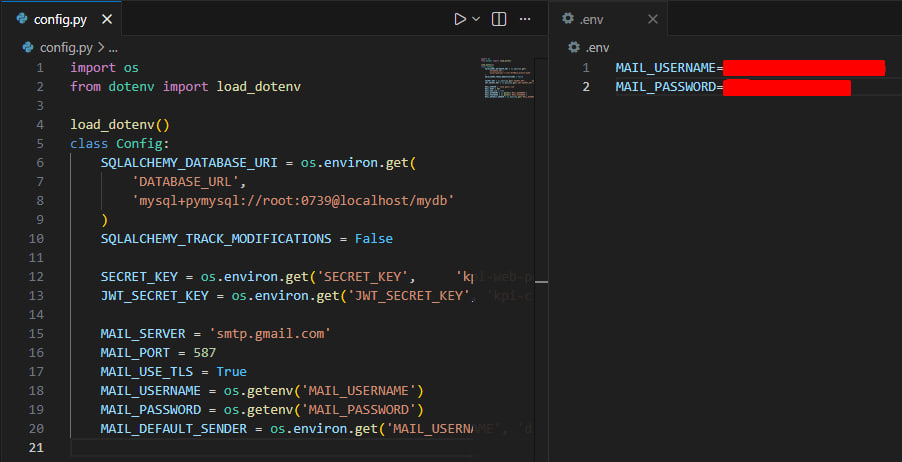 config.py
config.py > ...
1 import os
2 from dotenv import load_dotenv
3
4 load_dotenv()
5 class Config:
6 SQLALCHEMY_DATABASE_URI = os.environ.get(
7 'DATABASE_URL',
8 'mysql+pymysql://root:0739@localhost/mydb'
9 )
10 SQLALCHEMY_TRACK_MODIFICATIONS = False
11
12 SECRET_KEY = os.environ.get('SECRET_KEY', 'kpi-web-p
13 JWT_SECRET_KEY = os.environ.get('JWT_SECRET_KEY', 'kpi-c
14
15 MAIL_SERVER = 'smtp.gmail.com'
16 MAIL_PORT = 587
17 MAIL_USE_TLS = True
18 MAIL_USERNAME = os.getenv('MAIL_USERNAME')
19 MAIL_PASSWORD = os.getenv('MAIL_PASSWORD')
20 MAIL_DEFAULT_SENDER = os.environ.get('MAIL_USERNAME', 'd
21
.env
.env
1 MAIL_USERNAME=
2 MAIL_PASSWORD=